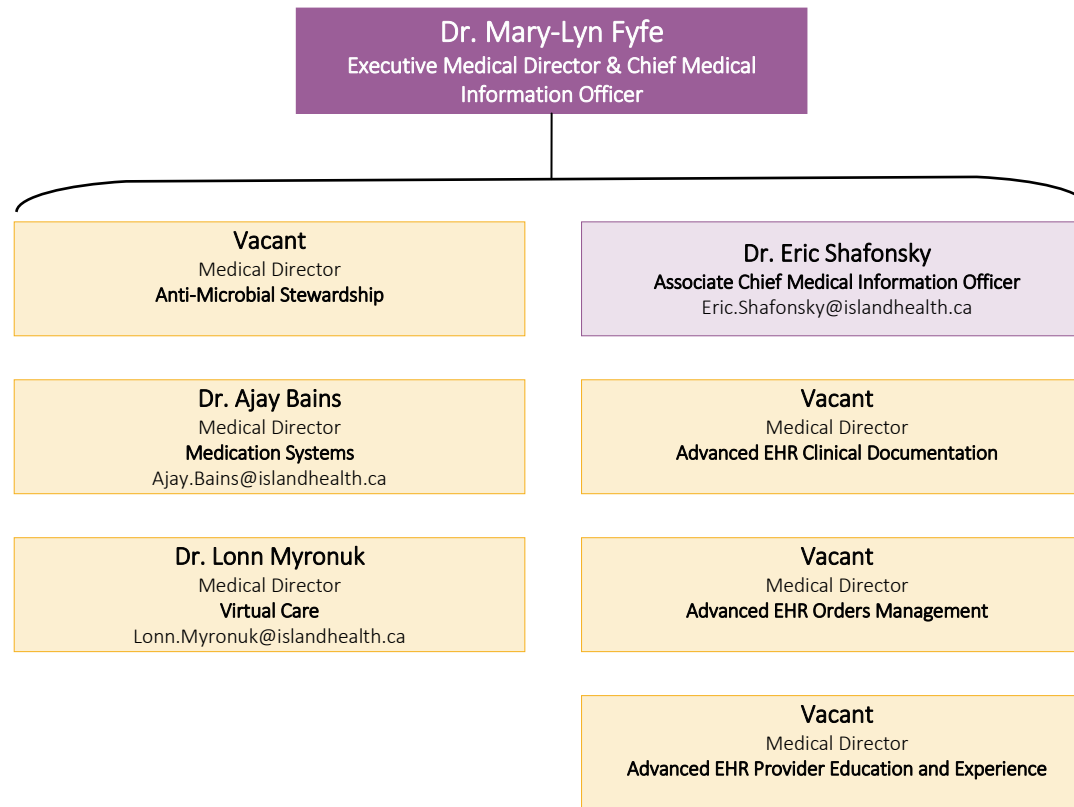 Dr. Mary-Lyn Fyfe
Executive Medical Director & Chief Medical
Information Officer
Vacant
Medical Director
Anti-Microbial Stewardship
Dr. Ajay Bains
Medical Director
Medication Systems
Ajay.Bains@islandhealth.ca
Dr. Lonn Myronuk
Medical Director
Virtual Care
Lonn.Myronuk@islandhealth.ca
Dr. Eric Shafonsky
Associate Chief Medical Information Officer
Eric.Shafonsky@islandhealth.ca
Vacant
Medical Director
Advanced EHR Clinical Documentation
Vacant
Medical Director
Advanced EHR Orders Management
Vacant
Medical Director
Advanced EHR Provider Education and Experience